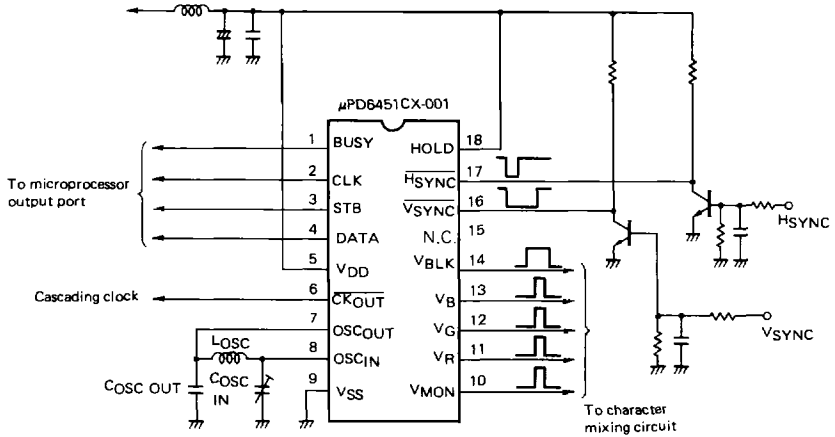 μPD6451CX-001
1 BUSY
2 CLK
3 STB
4 DATA
5 VDD
6 CKOUT
7 OSCOUT
8 OSCIN
9 VSS
HOLD 18
HSYNC 17
VSYNC 16
N.C. 15
VBLK 14
VB 13
VG 12
VR 11
VMON 10
To microprocessor
output port
Cascading clock
LOSC
COSC OUT
COSC
IN
HSYNC
VSYNC
To character
mixing circuit